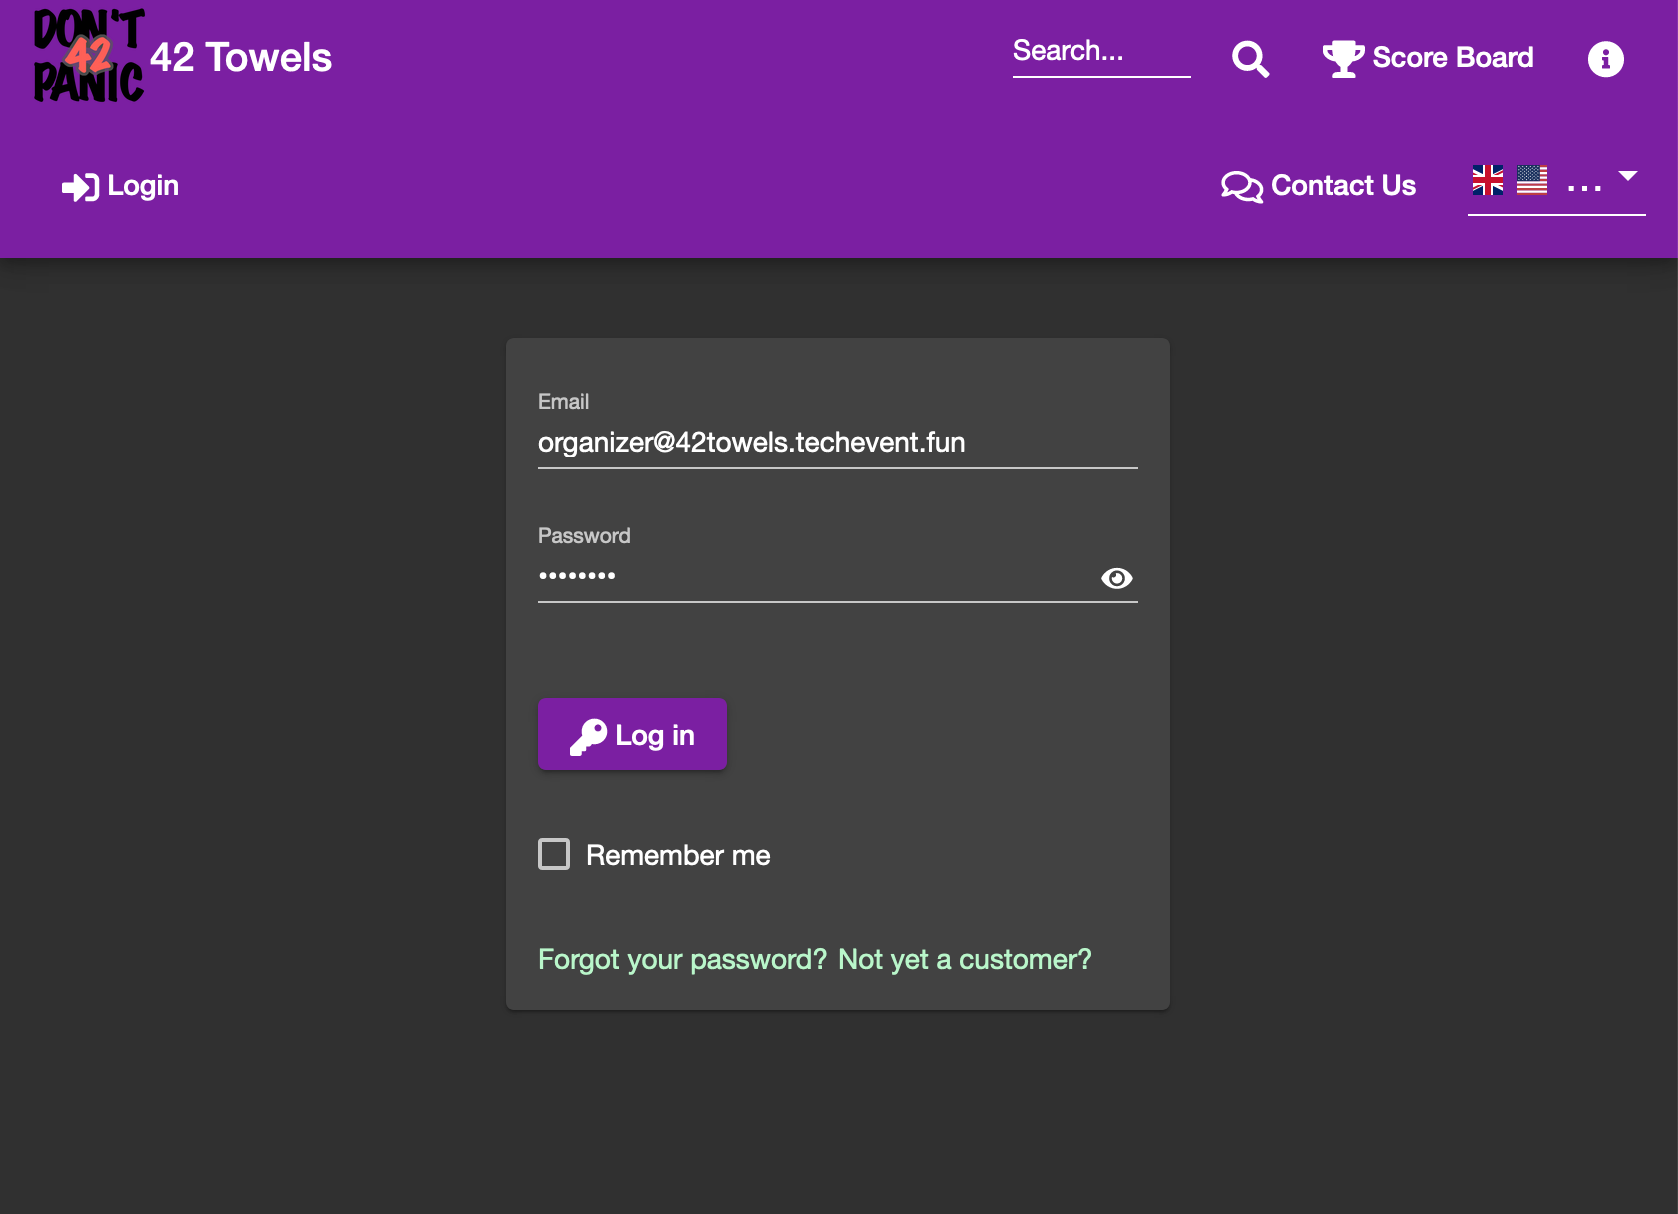 DON'T
42
PANIC
42 Towels
Search...
Score Board
Login
Contact Us
...
Email
organizer@42towels.techevent.fun
Password
••••••••
Log in
Remember me
Forgot your password? Not yet a customer?